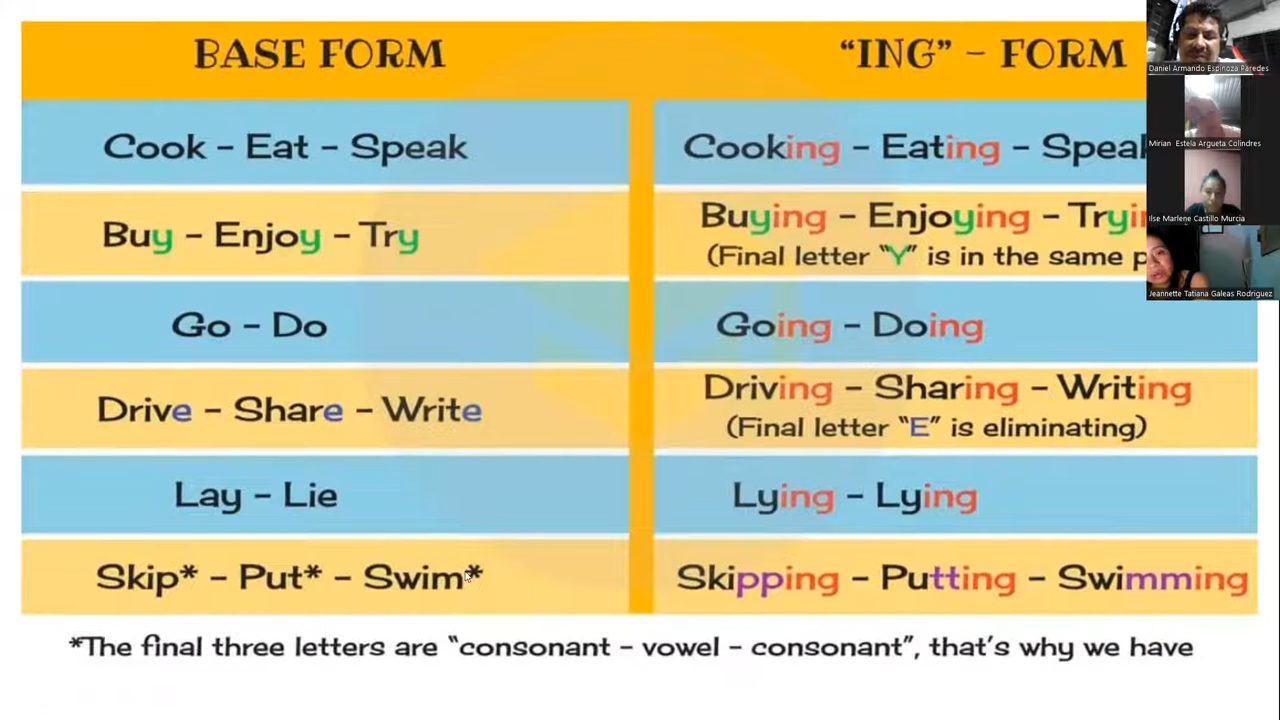 BASE FORM
"ING" - FORM
Cook - Eat - Speak
Cooking - Eating - Speak
Buy - Enjoy - Try
Buying - Enjoying - Tryin
(Final letter "Y" is in the same p
Go - Do
Going - Doing
Drive - Share - Write
Driving - Sharing - Writing
(Final letter "E" is eliminating)
Lay - Lie
Lying - Lying
Skip* - Put* - Swim*
Skipping - Putting - Swimming
*The final three letters are "consonant - vowel - consonant", that's why we have
Daniel Armando Espinoza Paredes
Mirian Estela Argueta Colindres
Ilse Marlene Castillo Murcia
Jeannette Tatiana Galeas Rodriguez